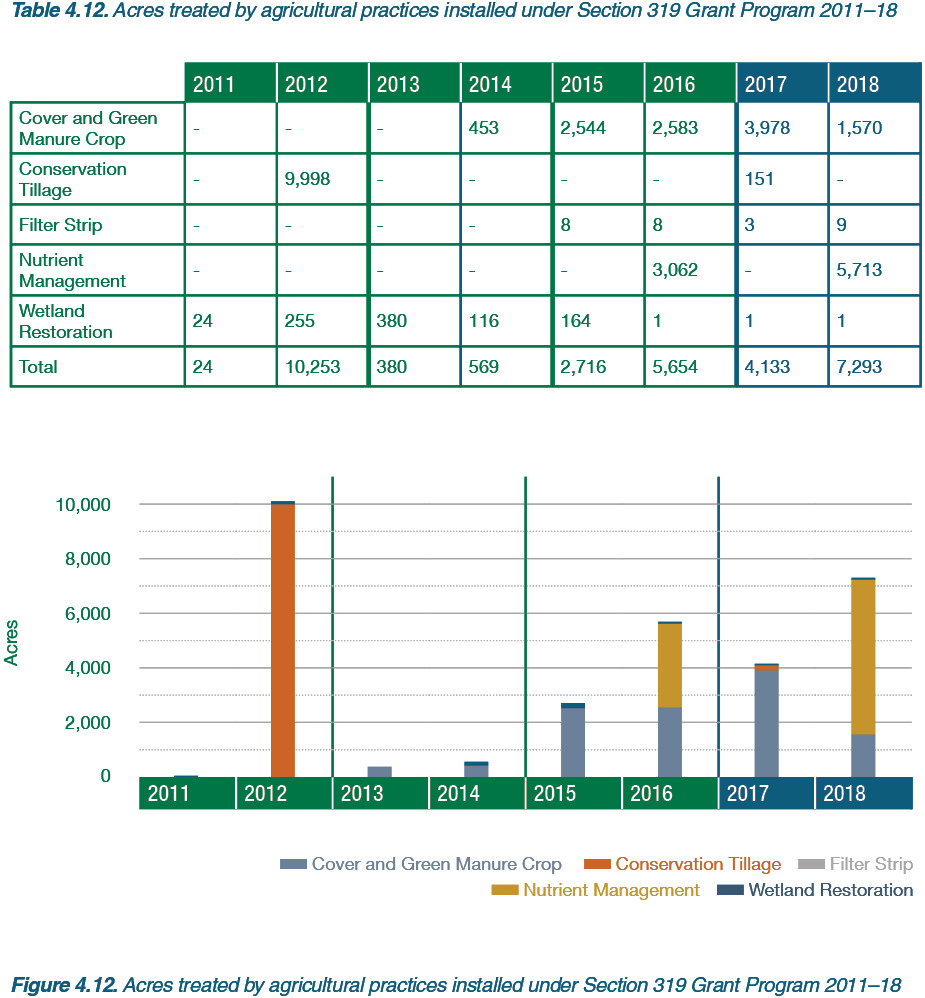 Table 4.12. Acres treated by agricultural practices installed under Section 319 Grant Program 2011–18
2011 2012 2013 2014 2015 2016 2017 2018
Cover and Green
Manure Crop - - - 453 2,544 2,583 3,978 1,570
Conservation
Tillage - 9,998 - - - - 151 -
Filter Strip - - - - 8 8 3 9
Nutrient
Management - - - - - 3,062 - 5,713
Wetland
Restoration 24 255 380 116 164 1 1 1
Total 24 10,253 380 569 2,716 5,654 4,133 7,293
10,000
8,000
6,000
4,000
2,000
0
Acres
2011 2012 2013 2014 2015 2016 2017 2018
Cover and Green Manure Crop Conservation Tillage Filter Strip
Nutrient Management Wetland Restoration
Figure 4.12. Acres treated by agricultural practices installed under Section 319 Grant Program 2011–18